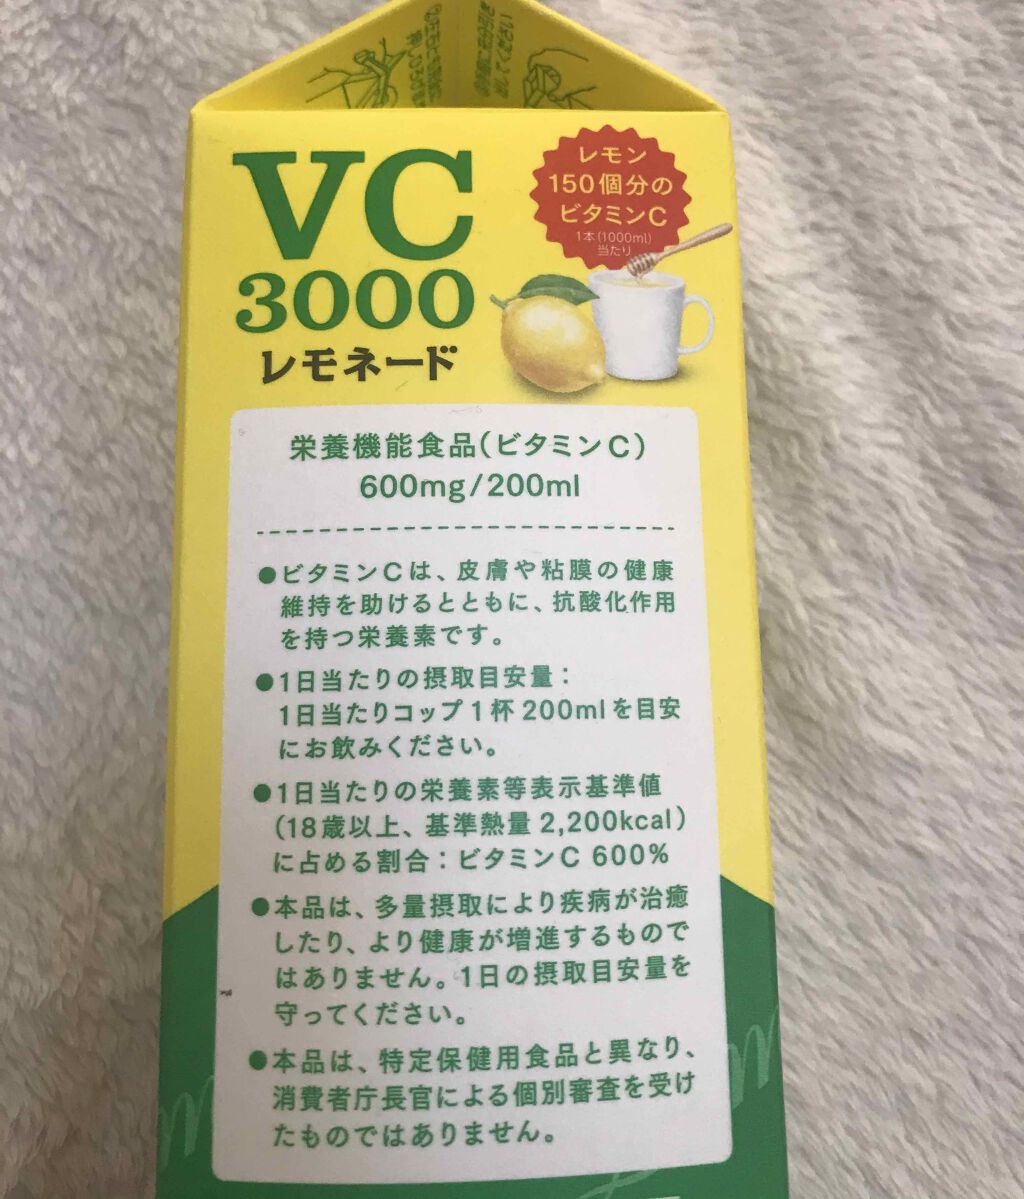 VC
3000
レモネード
レモン
150個分の
ビタミンC
1本(1000ml)
当たり
栄養機能食品(ビタミンC)
600mg/200ml
●ビタミンCは、皮膚や粘膜の健康
維持を助けるとともに、抗酸化作用
を持つ栄養素です。
●1日当たりの摂取目安量：
1日当たりコップ1杯200mlを目安
にお飲みください。
●1日当たりの栄養素等表示基準値
(18歳以上、基準熱量2,200kcal)
に占める割合：ビタミンC 600%
●本品は、多量摂取により疾病が治癒
したり、より健康が増進するもので
はありません。1日の摂取目安量を
守ってください。
●本品は、特定保健用食品と異なり、
消費者庁長官による個別審査を受け
たものではありません。